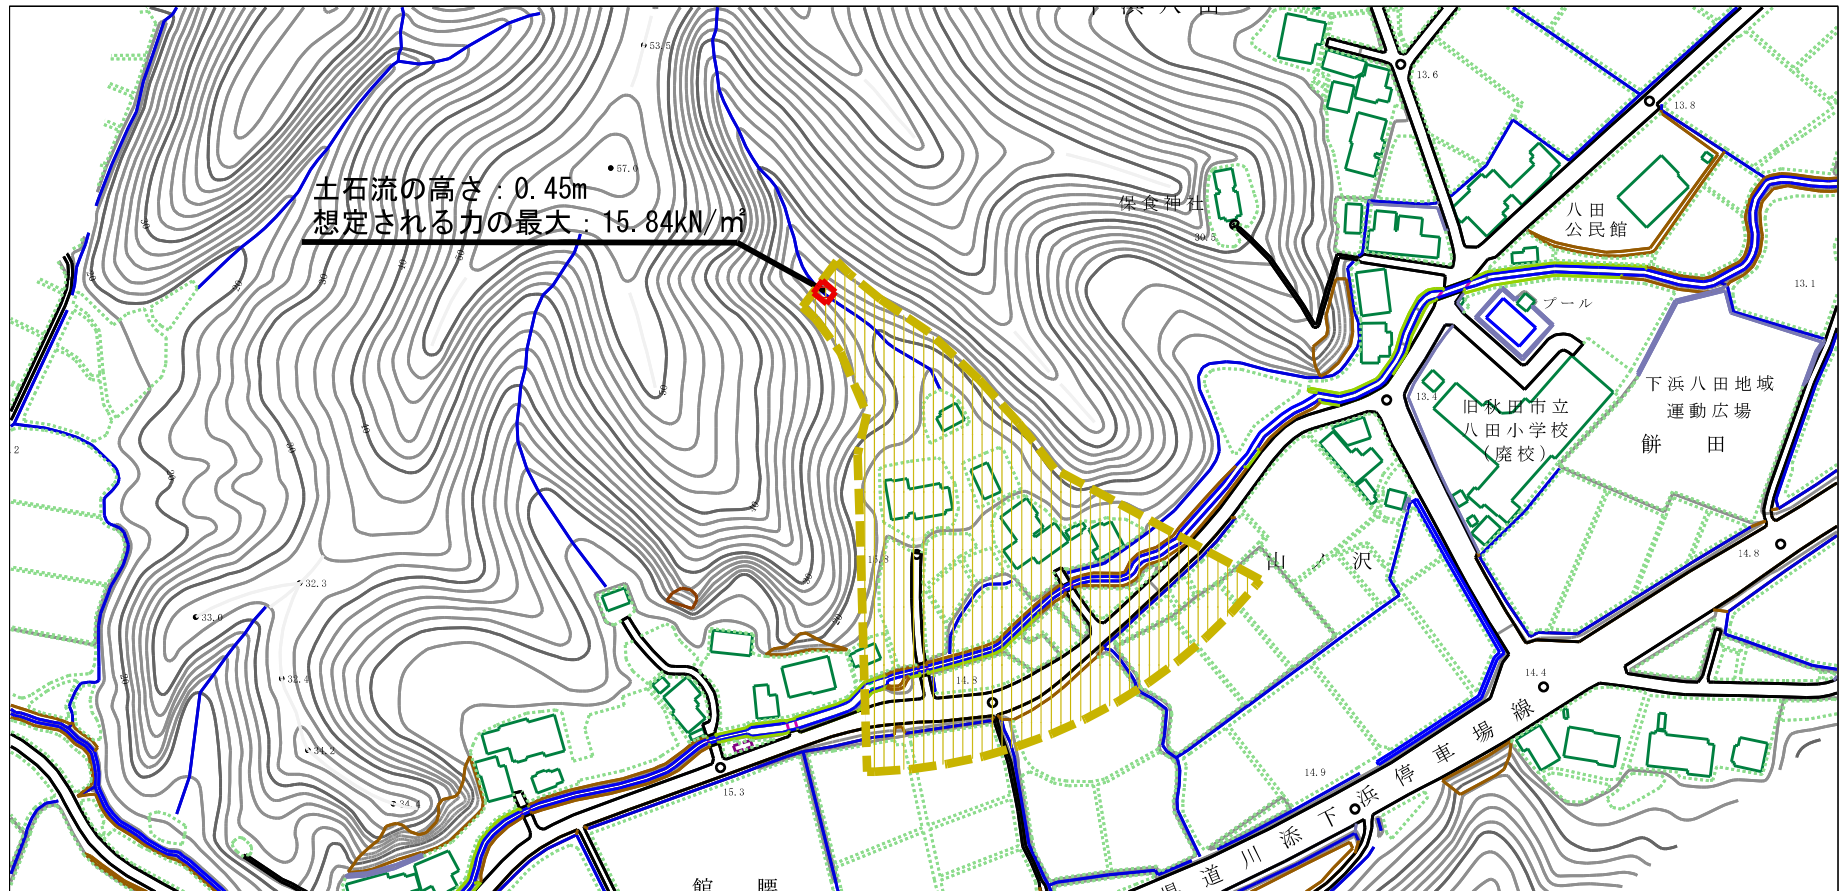 53.5
13.6
13.8
57.0
土石流の高さ：0.45m
想定される力の最大：15.84kN/㎡
保食神社
30.5
八田
公民館
13.1
プール
下浜八田地域
運動広場
13.4
旧秋田市立
八田小学校
(廃校)
餅田
山ノ沢
14.8
32.3
33.0
32.4
34.2
34.4
14.8
14.4
14.9
15.3
県道川添下浜停車場線
館腰